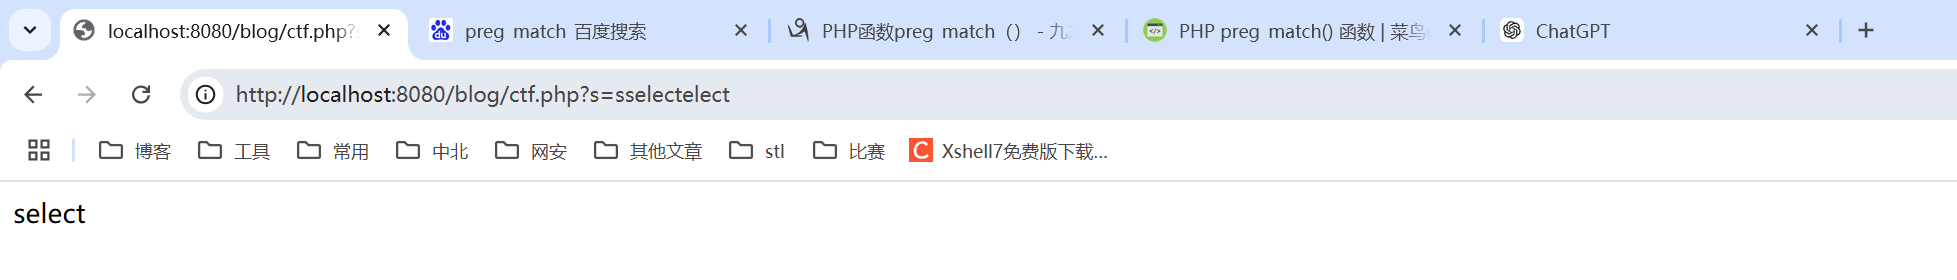 localhost:8080/blog/ctf.php?s
preg match 百度搜索
PHP函数preg match（） - 九
PHP preg match() 函数 | 菜鸟
ChatGPT
http://localhost:8080/blog/ctf.php?s=sselectelect
博客 工具 常用 中北 网安 其他文章 stl 比赛 Xshell7免费版下载...
select